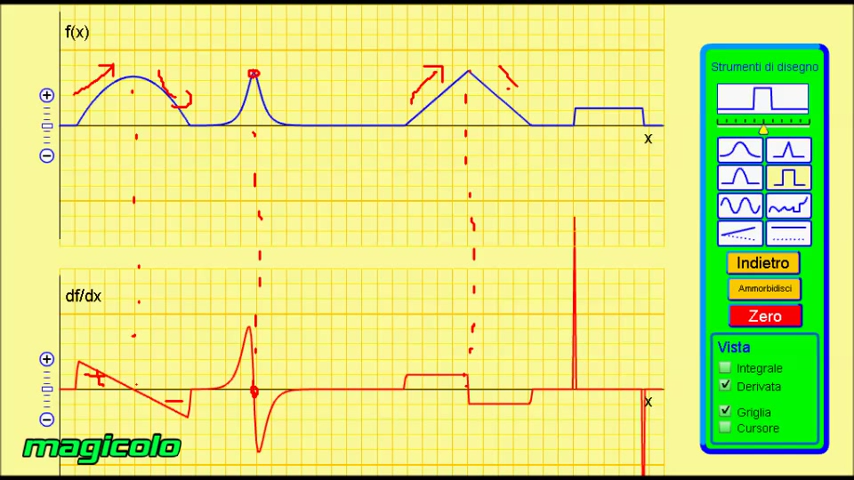 f(x)
x
df/dx
x
magicolo
Strumenti di disegno
Indietro
Ammorbidisci
Zero
Vista
Integrale
Derivata
Griglia
Cursore